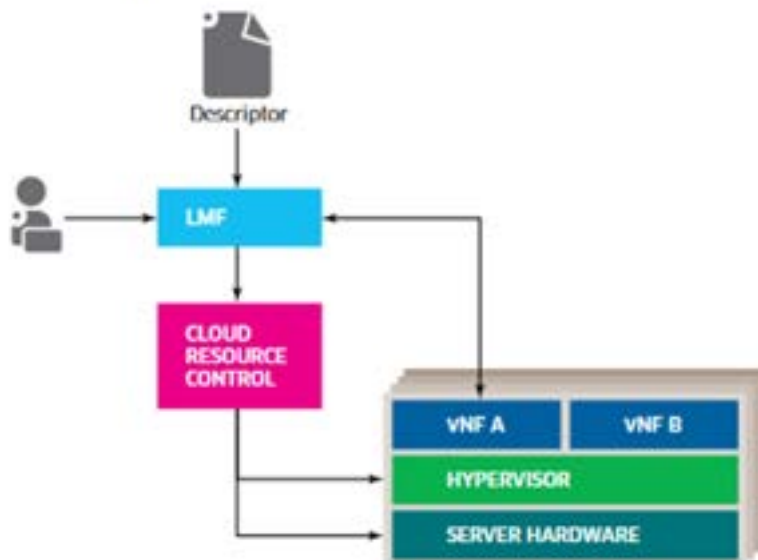 Descriptor
LMF
CLOUD
RESOURCE
CONTROL
vNF A
vNF B
HYPERVISOR
SERVER HARDWARE